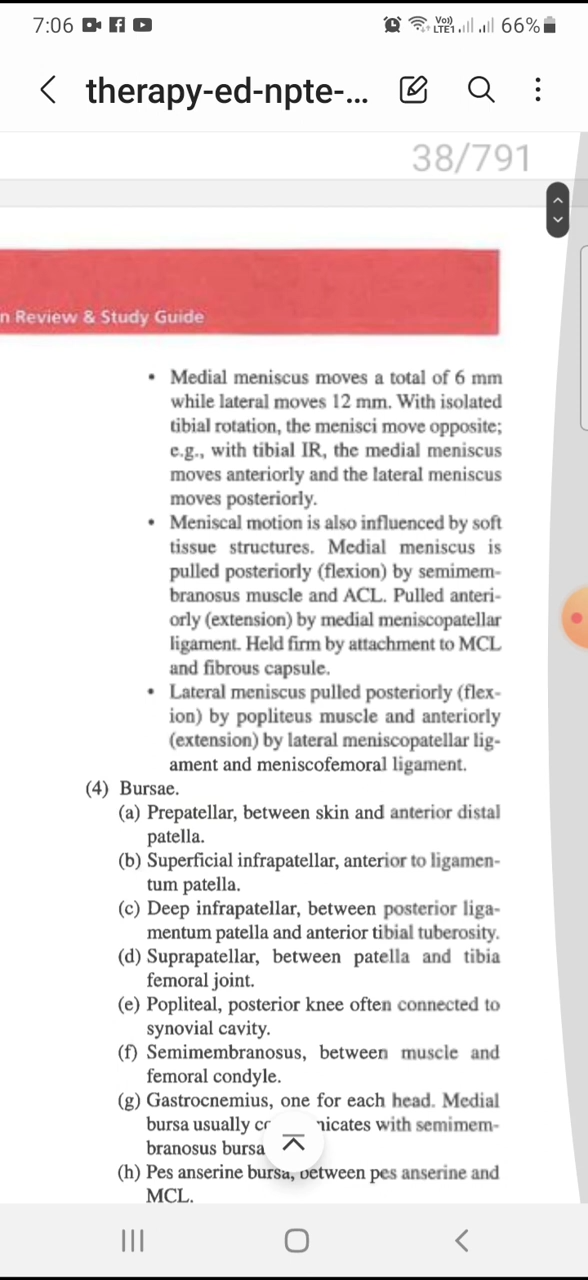 7:06 Vo)) LTE1 66%
therapy-ed-npte-...
38/791
n Review & Study Guide
• Medial meniscus moves a total of 6 mm
while lateral moves 12 mm. With isolated
tibial rotation, the menisci move opposite;
e.g., with tibial IR, the medial meniscus
moves anteriorly and the lateral meniscus
moves posteriorly.
• Meniscal motion is also influenced by soft
tissue structures. Medial meniscus is
pulled posteriorly (flexion) by semimem-
branosus muscle and ACL. Pulled anteri-
orly (extension) by medial meniscopatellar
ligament. Held firm by attachment to MCL
and fibrous capsule.
• Lateral meniscus pulled posteriorly (flex-
ion) by popliteus muscle and anteriorly
(extension) by lateral meniscopatellar lig-
ament and meniscofemoral ligament.
(4) Bursae.
(a) Prepatellar, between skin and anterior distal
patella.
(b) Superficial infrapatellar, anterior to ligamen-
tum patella.
(c) Deep infrapatellar, between posterior liga-
mentum patella and anterior tibial tuberosity.
(d) Suprapatellar, between patella and tibia
femoral joint.
(e) Popliteal, posterior knee often connected to
synovial cavity.
(f) Semimembranosus, between muscle and
femoral condyle.
(g) Gastrocnemius, one for each head. Medial
bursa usually nicates with semimem-
branosus bursa
(h) Pes anserine bursa, between pes anserine and
MCL.